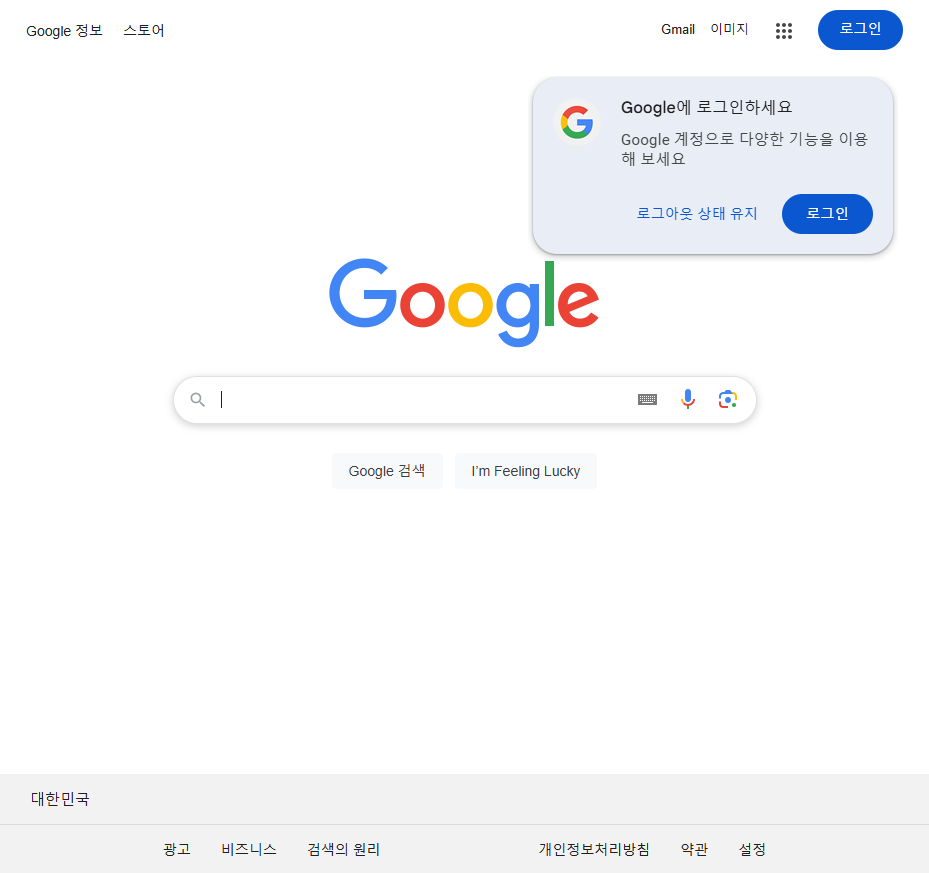 Google 정보 스토어
Gmail 이미지 로그인
Google에 로그인하세요
Google 계정으로 다양한 기능을 이용
해 보세요
로그아웃 상태 유지 로그인
Google
Google 검색 I'm Feeling Lucky
대한민국
광고 비즈니스 검색의 원리
개인정보처리방침 약관 설정